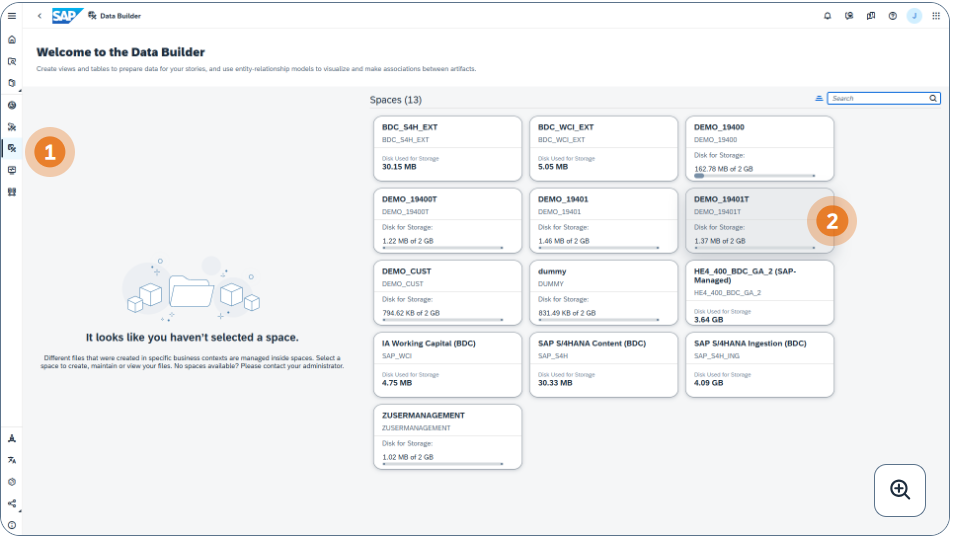 SAP Data Builder
J
Welcome to the Data Builder
Create views and tables to prepare data for your stories, and use entity-relationship models to visualize and make associations between artifacts.
Spaces (13)
Search
1
BDC_S4H_EXT
BDC_S4H_EXT
Disk Used for Storage
30.15 MB
BDC_WCI_EXT
BDC_WCI_EXT
Disk Used for Storage
5.05 MB
DEMO_19400
DEMO_19400
Disk for Storage:
162.78 MB of 2 GB
DEMO_19400T
DEMO_19400T
Disk for Storage:
1.22 MB of 2 GB
DEMO_19401
DEMO_19401
Disk for Storage:
1.46 MB of 2 GB
DEMO_19401T
DEMO_19401T
Disk for Storage:
1.37 MB of 2 GB
2
DEMO_CUST
DEMO_CUST
Disk for Storage:
794.62 KB of 2 GB
dummy
DUMMY
Disk for Storage:
831.49 KB of 2 GB
HE4_400_BDC_GA_2 (SAP-
Managed)
HE4_400_BDC_GA_2
Disk Used for Storage
3.64 GB
It looks like you haven't selected a space.
Different files that were created in specific business contexts are managed inside spaces. Select a
space to create, maintain or view your files. No spaces available? Please contact your administrator.
IA Working Capital (BDC)
SAP_WCI
Disk Used for Storage
4.75 MB
SAP S/4HANA Content (BDC)
SAP_S4H
Disk Used for Storage
30.33 MB
SAP S/4HANA Ingestion (BDC)
SAP_S4H_ING
Disk Used for Storage
4.09 GB
ZUSERMANAGEMENT
ZUSERMANAGEMENT
Disk for Storage:
1.02 MB of 2 GB